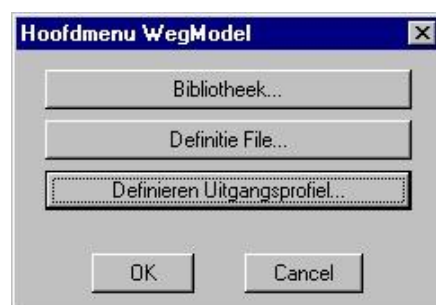 Hoofdmenu WegModel
Bibliotheek...
Definitie File...
Definieren Uitgangsprofiel...
OK Cancel